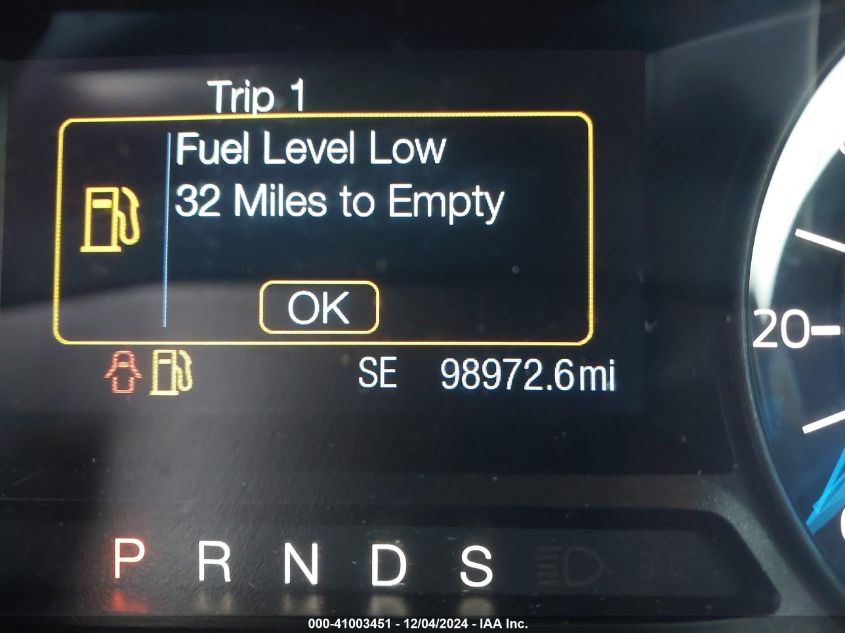 Trip 1
Fuel Level Low
32 Miles to Empty
OK
SE 98972.6mi
20
P R N D S
000-41003451 - 12/04/2024 - IAA Inc.